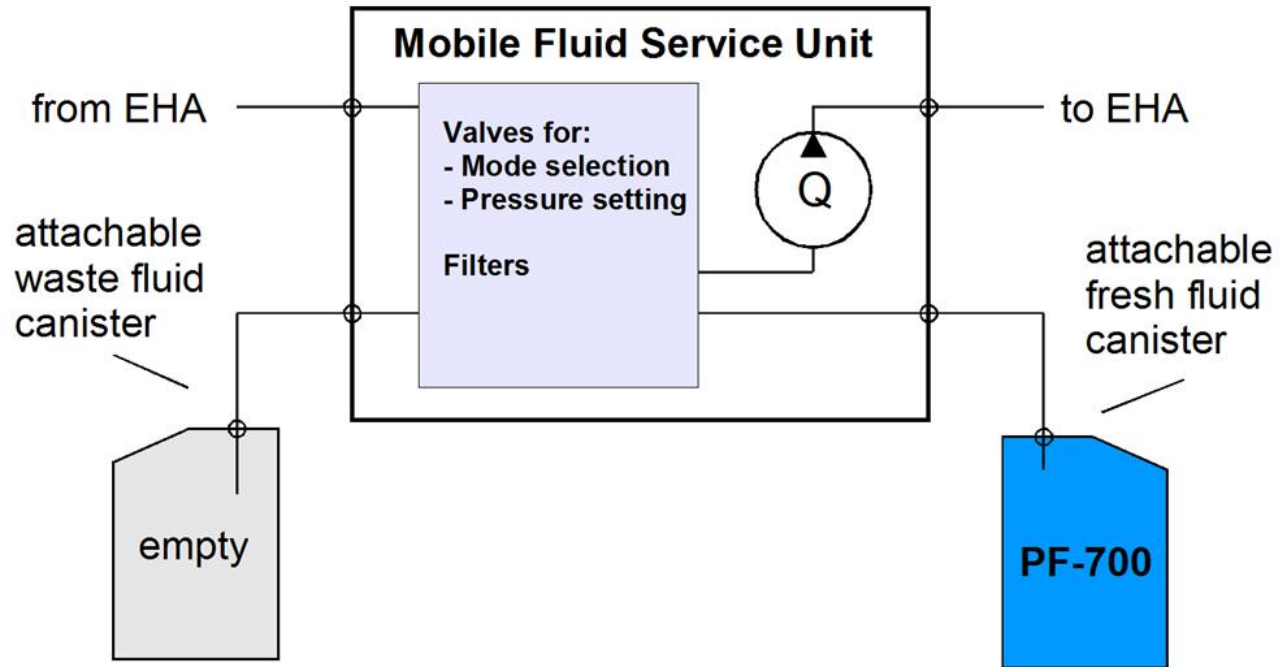 Mobile Fluid Service Unit
from EHA
to EHA
Valves for:
- Mode selection
- Pressure setting
Filters
Q
attachable
waste fluid
canister
attachable
fresh fluid
canister
empty
PF-700